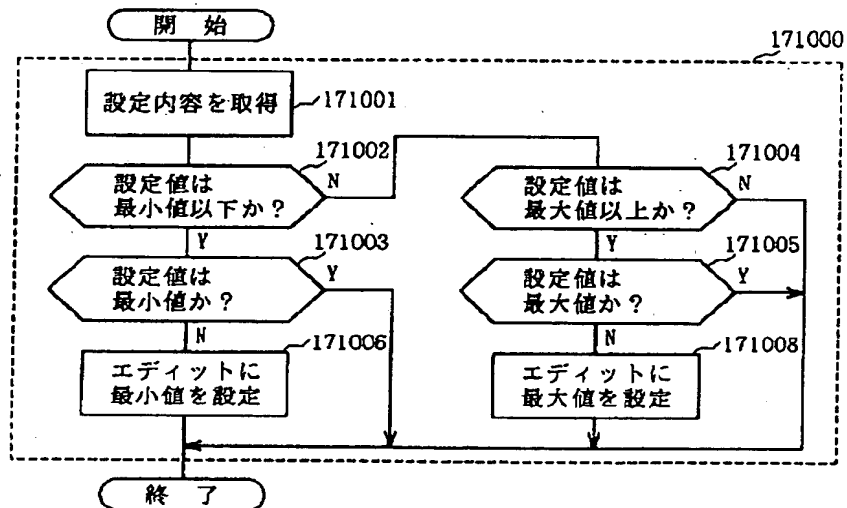 開 始
171000
設定内容を取得
171001
171002
設定値は
最小値以下か？
N
Y
171003
設定値は
最小値か？
Y
N
171006
エディットに
最小値を設定
171004
設定値は
最大値以上か？
N
Y
171005
設定値は
最大値か？
Y
N
171008
エディットに
最大値を設定
終 了